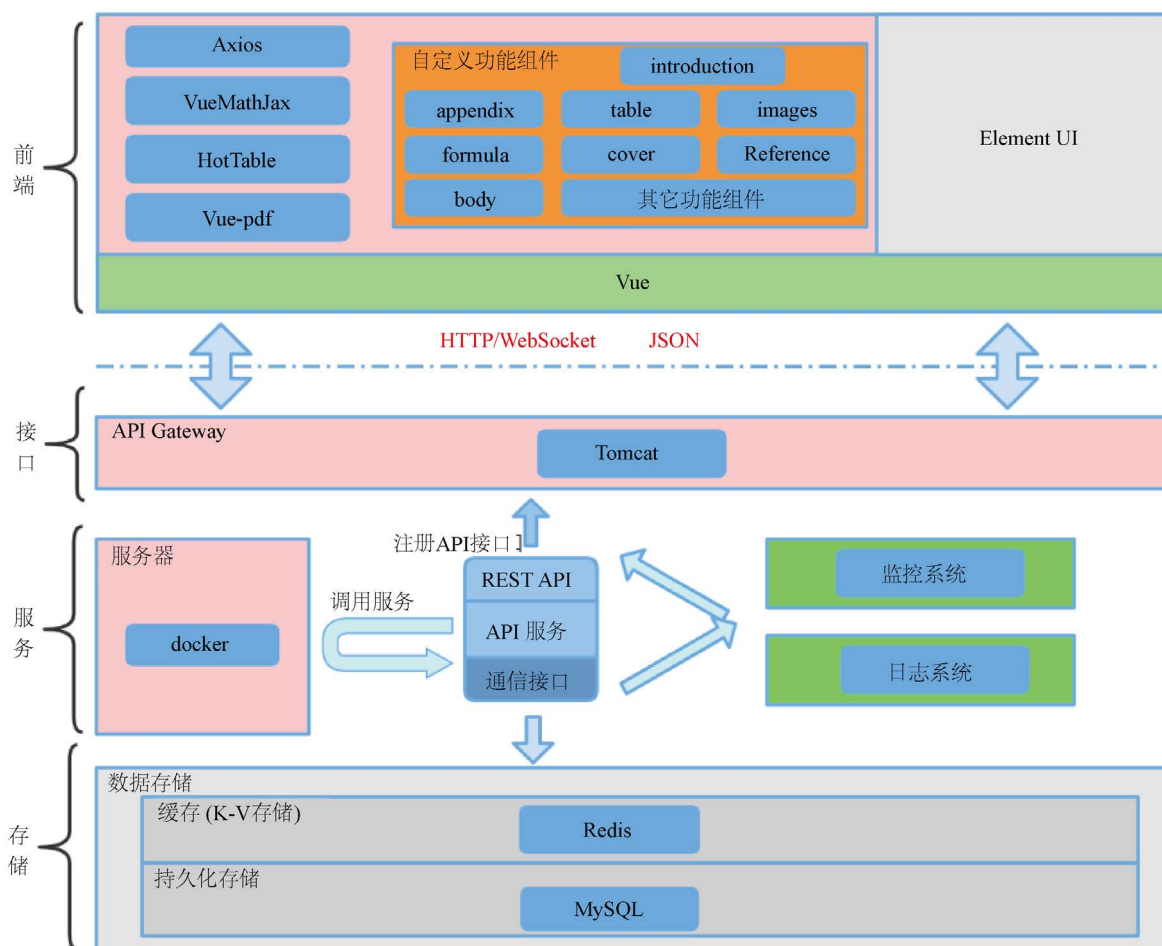 前端
Axios
VueMathJax
HotTable
Vue-pdf
自定义功能组件
introduction
appendix
table
images
formula
cover
Reference
body
其它功能组件
Element UI
Vue
HTTP/WebSocket
JSON
接口
API Gateway
Tomcat
服务
服务器
docker
调用服务
注册API接口
REST API
API 服务
通信接口
监控系统
日志系统
存储
数据存储
缓存 (K-V存储)
Redis
持久化存储
MySQL